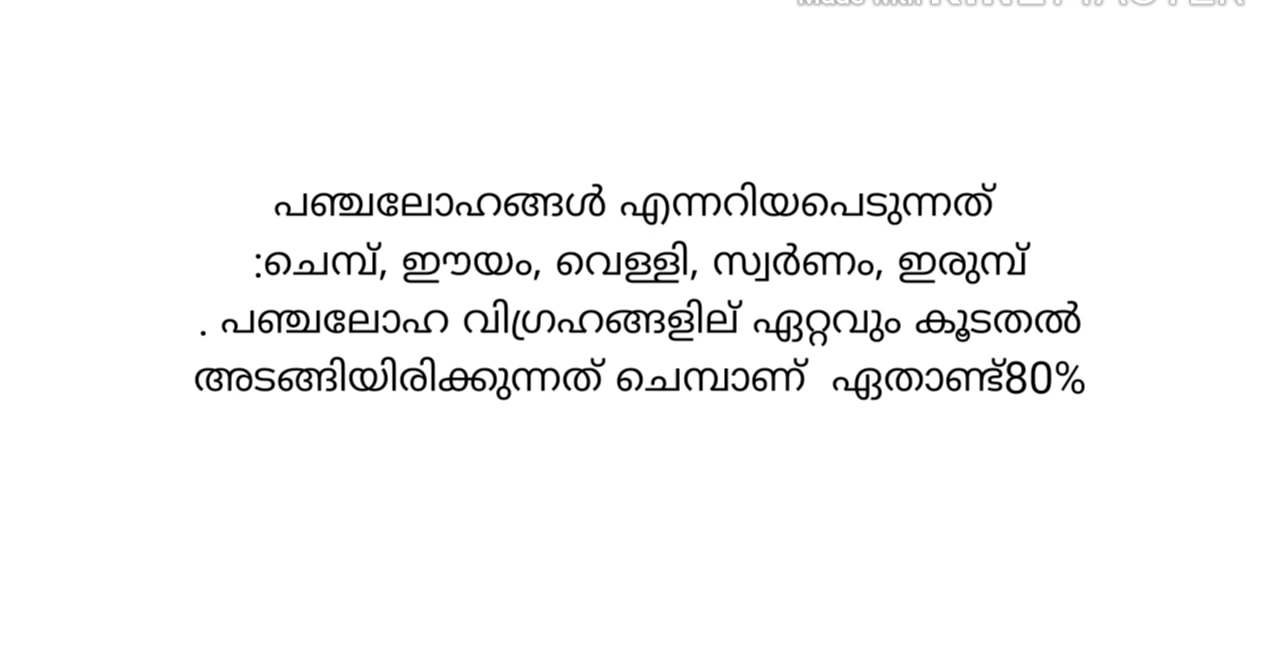 പഞ്ചലോഹങ്ങൾ എന്നറിയപെടുന്നത്
:ചെമ്പ്, ഈയം, വെള്ളി, സ്വർണം, ഇരുമ്പ്
. പഞ്ചലോഹ വിഗ്രഹങ്ങളില് ഏറ്റവും കൂടതൽ
അടങ്ങിയിരിക്കുന്നത് ചെമ്പാണ് ഏതാണ്ട്80%